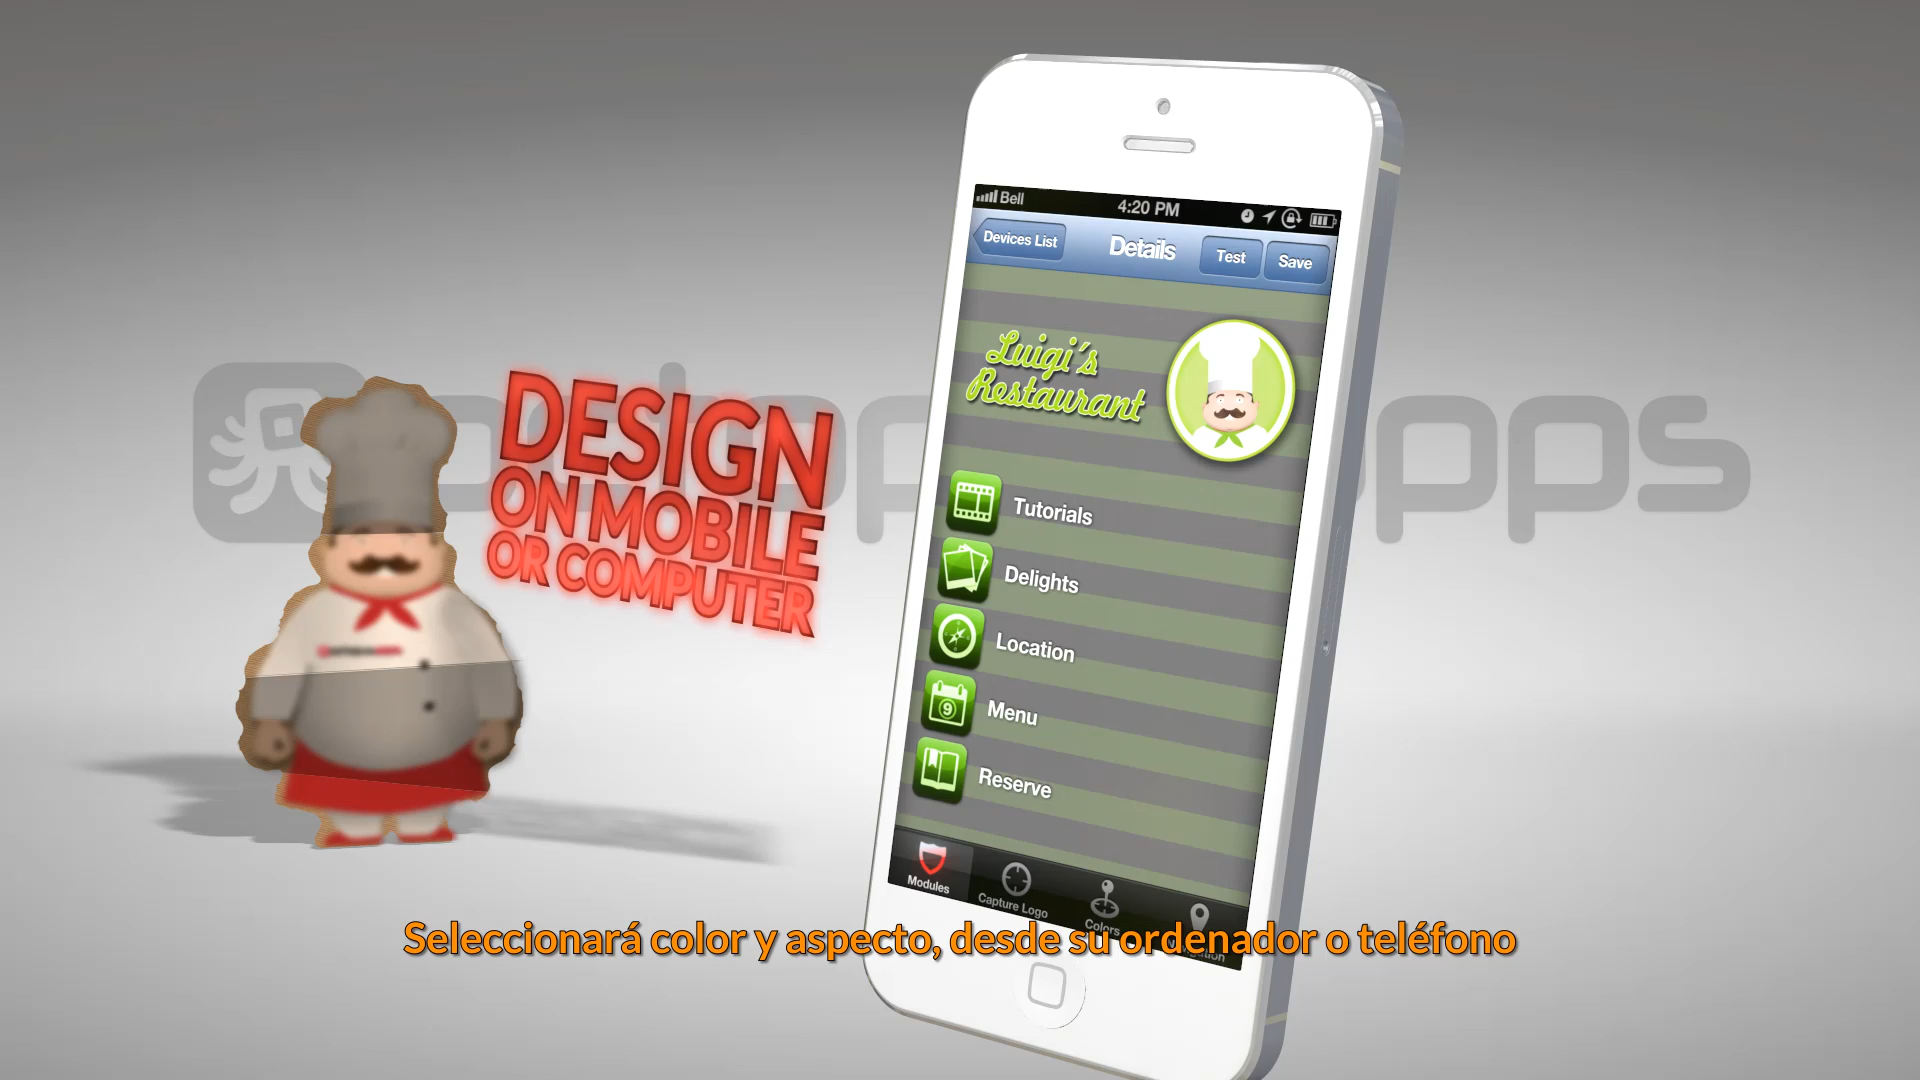 DESIGN
ON MOBILE
OR COMPUTER
Bell
4:20 PM
Devices List
Details
Test
Save
Luigi´s
Restaurant
Tutorials
Delights
Location
Menu
9
Reserve
Modules
Capture Logo
Colors
Seleccionará color y aspecto, desde su ordenador o teléfono